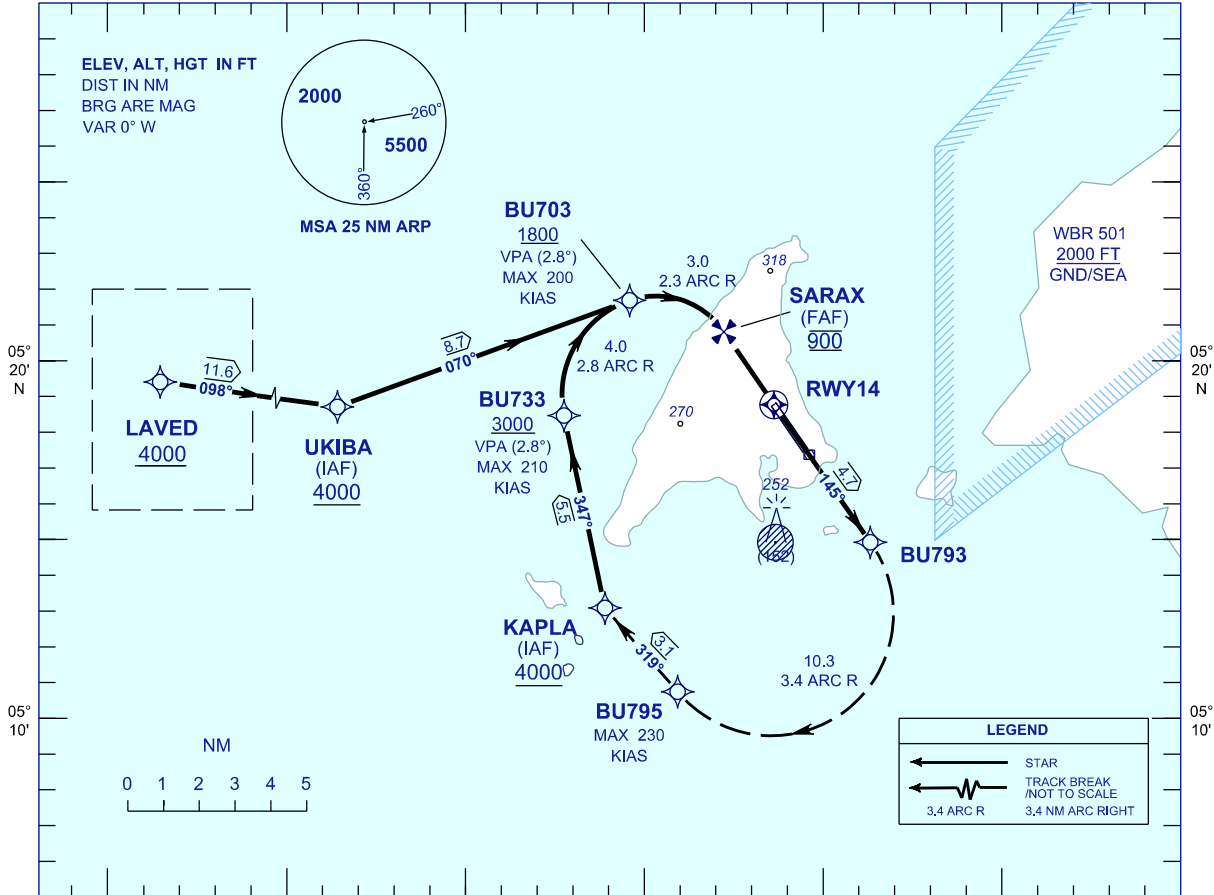 ELEV, ALT, HGT IN FT
DIST IN NM
BRG ARE MAG
VAR 0° W
2000
260°
5500
360°
MSA 25 NM ARP
BU703
1800
VPA (2.8°)
MAX 200
KIAS
3.0
2.3 ARC R
318
SARAX
(FAF)
900
WBR 501
2000 FT
GND/SEA
05°
20'
N
05°
20'
N
11.6
098°
LAVED
4000
8.7
070°
UKIBA
(IAF)
4000
4.0
2.8 ARC R
BU733
3000
VPA (2.8°)
MAX 210
KIAS
270
RWY14
252
(152)
4.7
145°
BU793
5.5
347°
KAPLA
(IAF)
4000
3.1
319°
BU795
MAX 230
KIAS
10.3
3.4 ARC R
05°
10'
05°
10'
NM
0 1 2 3 4 5
LEGEND
STAR
TRACK BREAK
/NOT TO SCALE
3.4 ARC R 3.4 NM ARC RIGHT